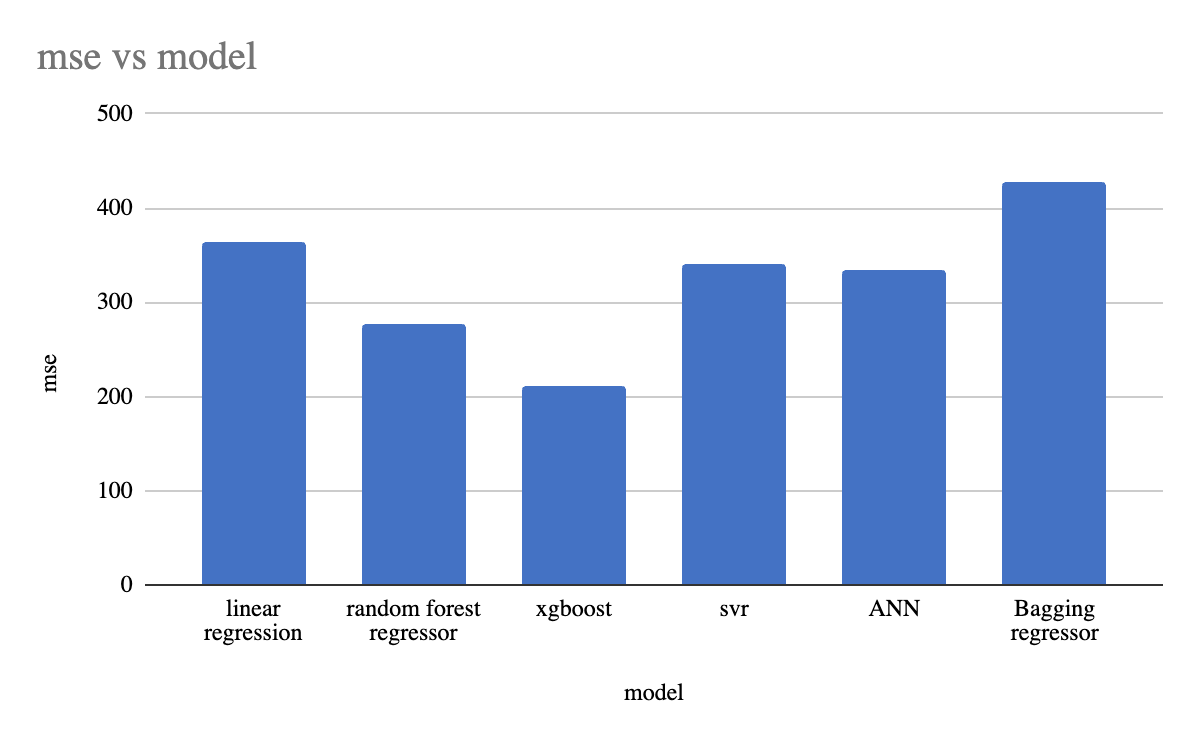 mse vs model
500
400
300
200
100
0
mse
linear
regression
random forest
regressor
xgboost
svr
ANN
Bagging
regressor
model